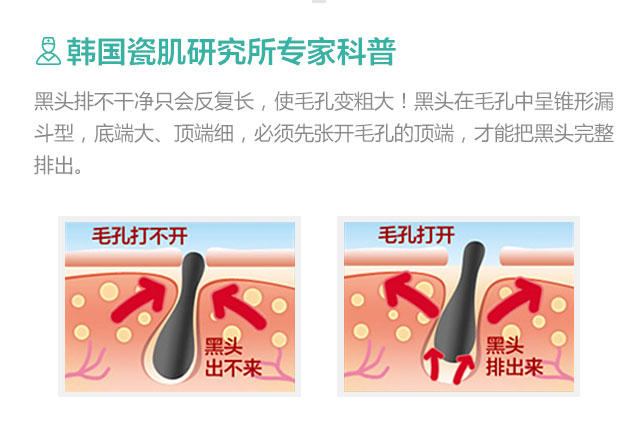 韩国瓷肌研究所专家科普
黑头排不干净只会反复长，使毛孔变粗大！黑头在毛孔中呈锥形漏
斗型，底端大、顶端细，必须先张开毛孔的顶端，才能把黑头完整
排出。
毛孔打不开
黑头
出不来
毛孔打开
黑头
排出来